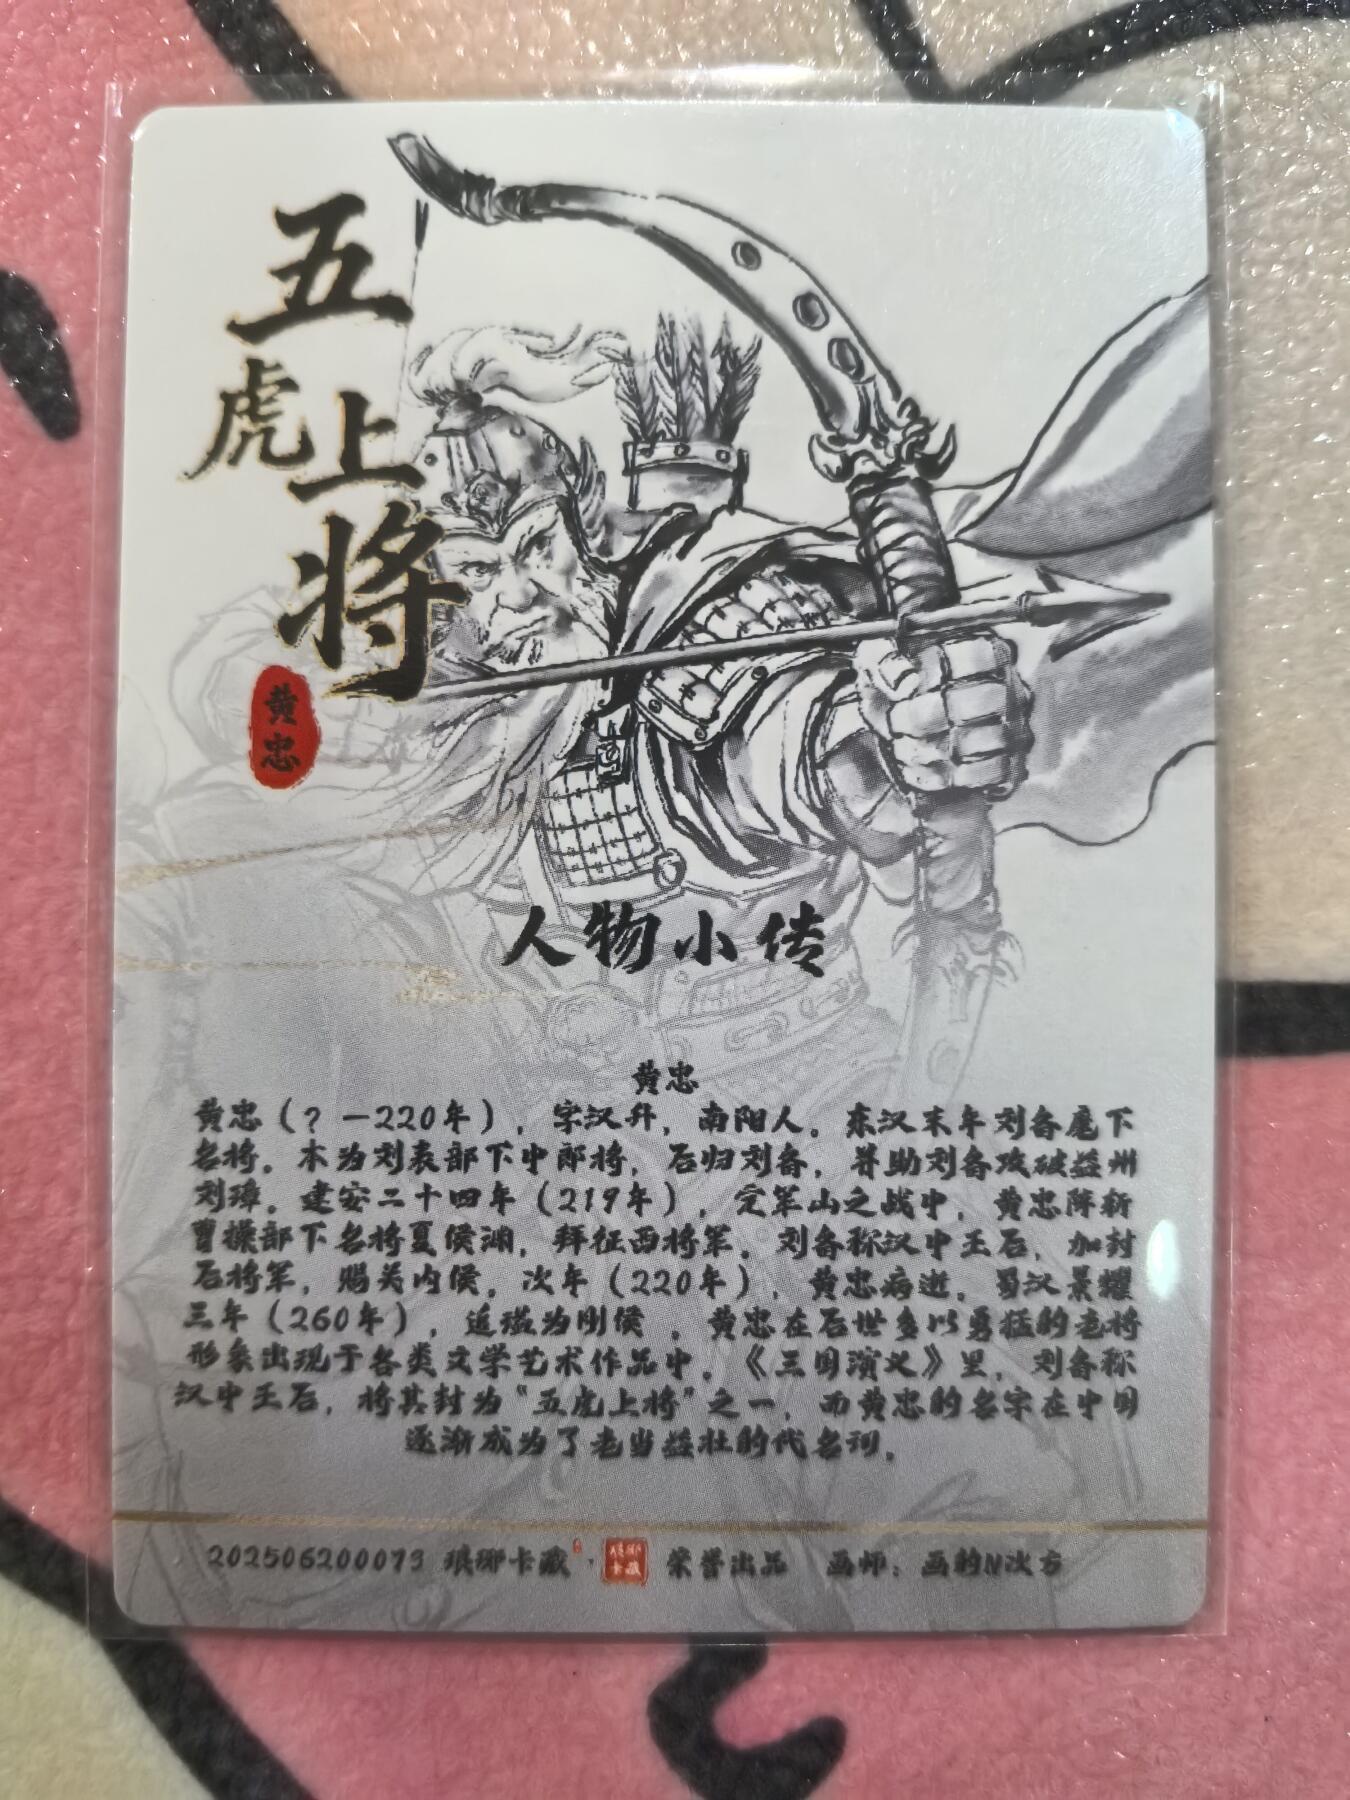 五虎上将
黄忠
人物小传
黄忠
黄忠（？—220年），字汉升，南阳人。东汉末年刘备麾下
名将。本为刘表部下中郎将，后归刘备，并助刘备攻破益州
刘璋。建安二十四年（219年），定军山之战中，黄忠阵斩
曹操部下名将夏侯渊，拜征西将军。刘备称汉中王后，加封
后将军，赐关内侯。次年（220年），黄忠病逝。蜀汉景耀
三年（260年），追谥为刚侯。黄忠在后世多以勇猛的老将
形象出现于各类文学艺术作品中。《三国演义》里，刘备称
汉中王后，将其封为“五虎上将”之一，而黄忠的名字在中国
逐渐成为了老当益壮的代名词。
202506200073 琅琊卡藏·琅琊卡藏 荣誉出品 画师：画的N次方